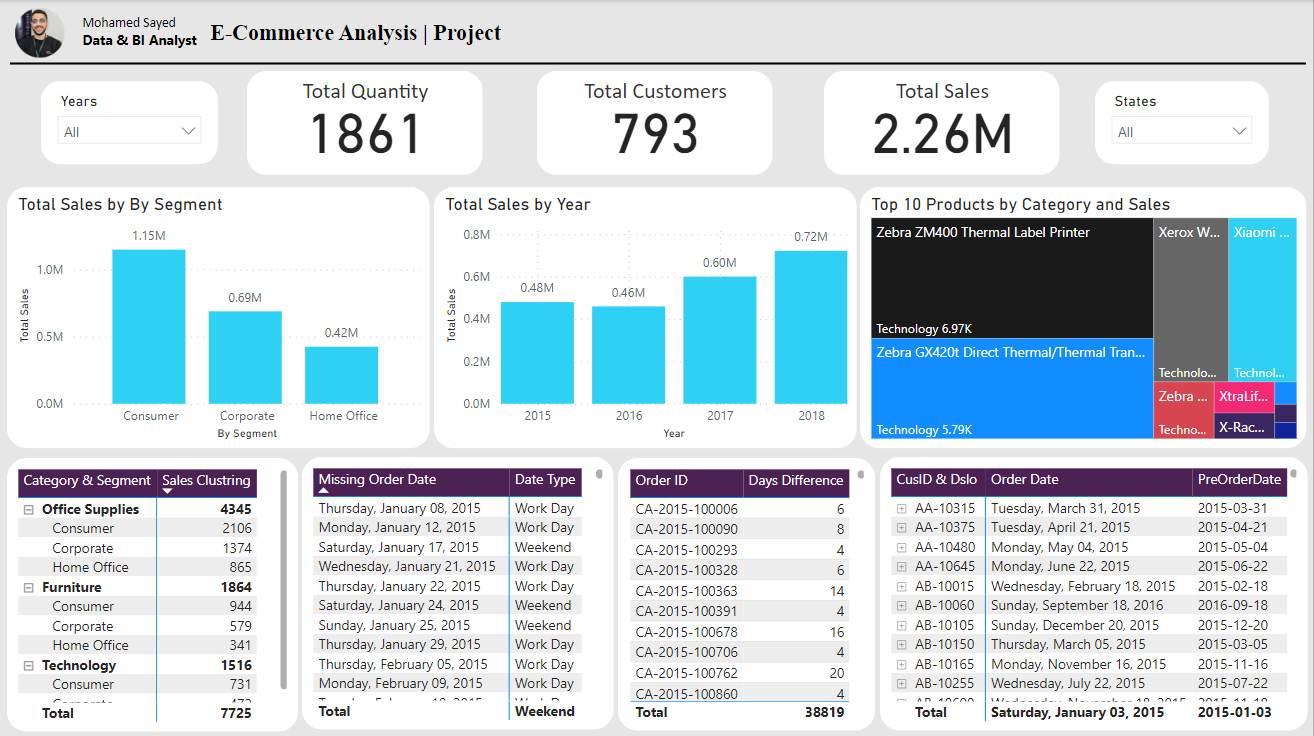 Mohamed Sayed
Data & BI Analyst
E-Commerce Analysis | Project
Years
All
Total Quantity
1861
Total Customers
793
Total Sales
2.26M
States
All
Total Sales by By Segment
1.15M
0.69M
0.42M
1.0M
0.5M
0.0M
Total Sales
Consumer
Corporate
Home Office
By Segment
Total Sales by Year
0.8M
0.6M
0.4M
0.2M
0.0M
Total Sales
0.48M
0.46M
0.60M
0.72M
2015
2016
2017
2018
Year
Top 10 Products by Category and Sales
Zebra ZM400 Thermal Label Printer
Technology 6.97K
Zebra GX420t Direct Thermal/Thermal Tran...
Technology 5.79K
Xerox W...
Technolo...
Xiaomi ...
Technol...
Zebra ...
Techno...
XtraLif...
X-Rac...
Category & Segment Sales Clustring
Office Supplies 4345
Consumer 2106
Corporate 1374
Home Office 865
Furniture 1864
Consumer 944
Corporate 579
Home Office 341
Technology 1516
Consumer 731
Total 7725
Missing Order Date Date Type
Thursday, January 08, 2015 Work Day
Monday, January 12, 2015 Work Day
Saturday, January 17, 2015 Weekend
Wednesday, January 21, 2015 Work Day
Thursday, January 22, 2015 Work Day
Saturday, January 24, 2015 Weekend
Sunday, January 25, 2015 Weekend
Thursday, January 29, 2015 Work Day
Thursday, February 05, 2015 Work Day
Monday, February 09, 2015 Work Day
Total Weekend
Order ID Days Difference
CA-2015-100006 6
CA-2015-100090 8
CA-2015-100293 4
CA-2015-100328 6
CA-2015-100363 14
CA-2015-100391 4
CA-2015-100678 16
CA-2015-100706 4
CA-2015-100762 20
CA-2015-100860 4
Total 38819
CusID & Dslo Order Date PreOrderDate
AA-10315 Tuesday, March 31, 2015 2015-03-31
AA-10375 Tuesday, April 21, 2015 2015-04-21
AA-10480 Monday, May 04, 2015 2015-05-04
AA-10645 Monday, June 22, 2015 2015-06-22
AB-10015 Wednesday, February 18, 2015 2015-02-18
AB-10060 Sunday, September 18, 2016 2016-09-18
AB-10105 Sunday, December 20, 2015 2015-12-20
AB-10150 Thursday, March 05, 2015 2015-03-05
AB-10165 Monday, November 16, 2015 2015-11-16
AB-10255 Wednesday, July 22, 2015 2015-07-22
Total Saturday, January 03, 2015 2015-01-03